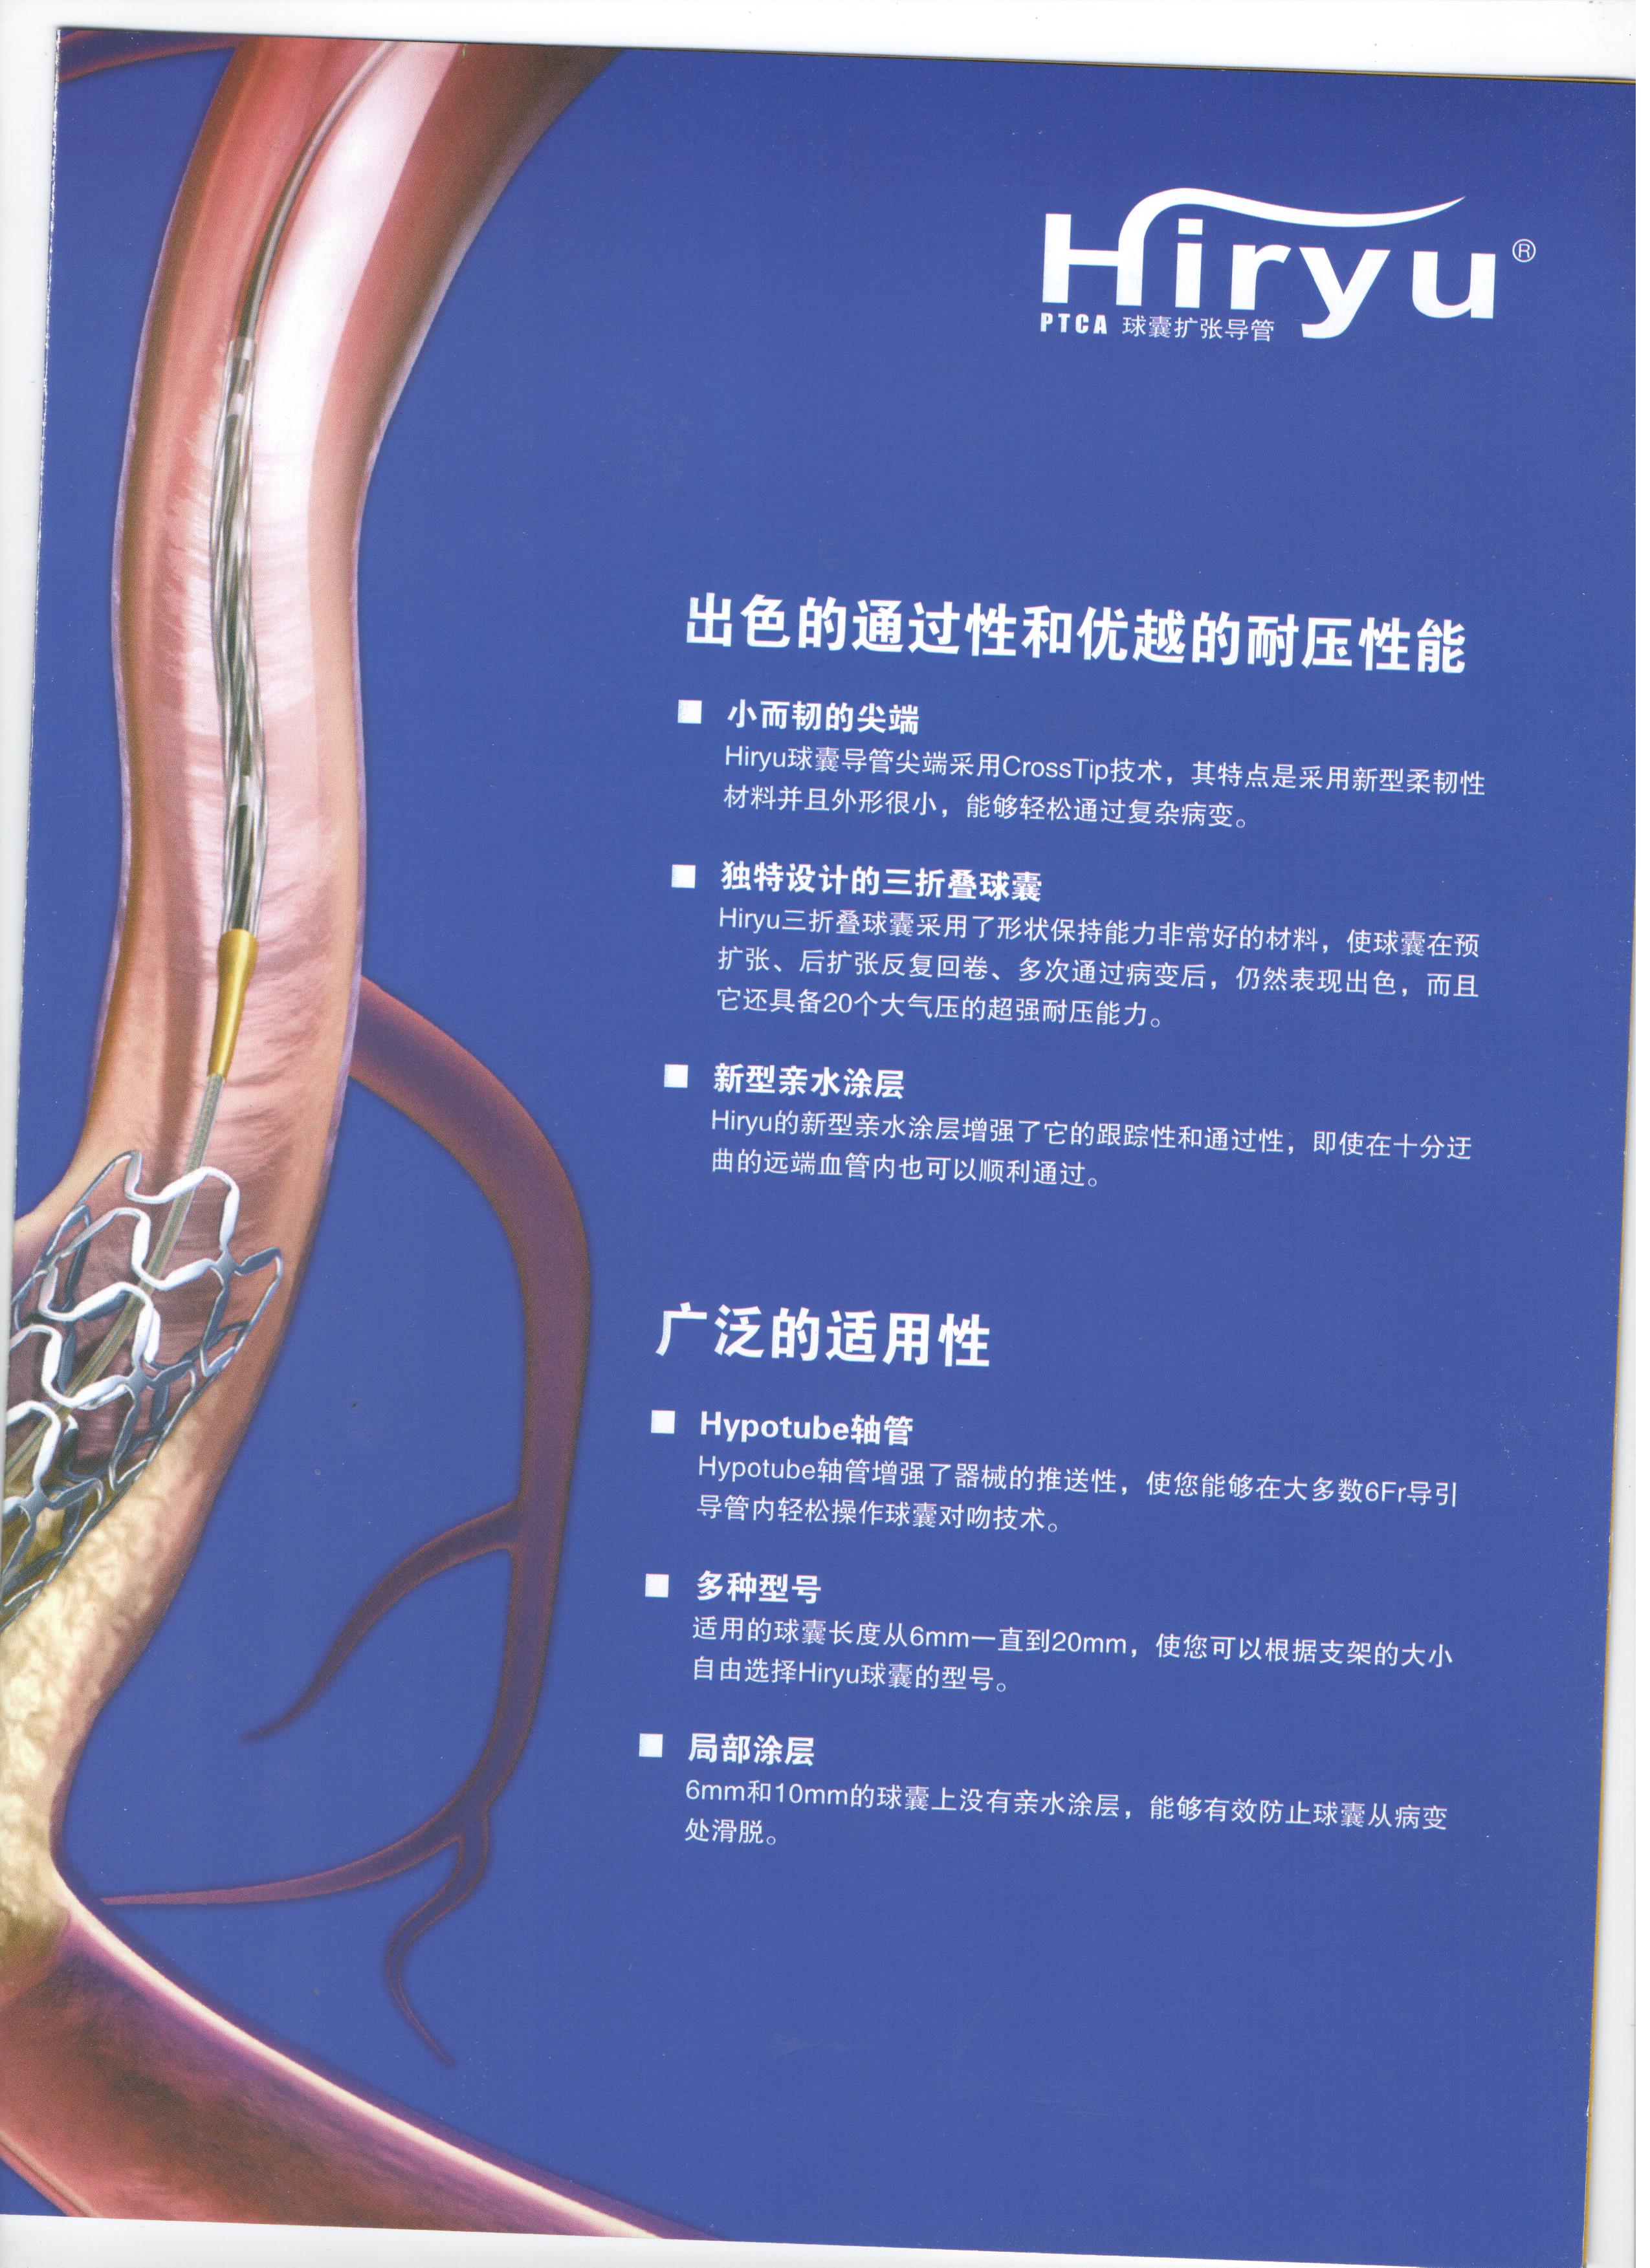 Hiryu®
PTCA 球囊扩张导管
出色的通过性和优越的耐压性能
■ 小而韧的尖端
Hiryu球囊导管尖端采用CrossTip技术，其特点是采用新型柔韧性
材料并且外形很小，能够轻松通过复杂病变。
■ 独特设计的三折叠球囊
Hiryu三折叠球囊采用了形状保持能力非常好的材料，使球囊在预
扩张、后扩张反复回卷、多次通过病变后，仍然表现出色，而且
它还具备20个大气压的超强耐压能力。
■ 新型亲水涂层
Hiryu的新型亲水涂层增强了它的跟踪性和通过性，即使在十分迂
曲的远端血管内也可以顺利通过。
广泛的适用性
■ Hypotube轴管
Hypotube轴管增强了器械的推送性，使您能够在大多数6Fr导引
导管内轻松操作球囊对吻技术。
■ 多种型号
适用的球囊长度从6mm一直到20mm，使您可以根据支架的大小
自由选择Hiryu球囊的型号。
■ 局部涂层
6mm和10mm的球囊上没有亲水涂层，能够有效防止球囊从病变
处滑脱。